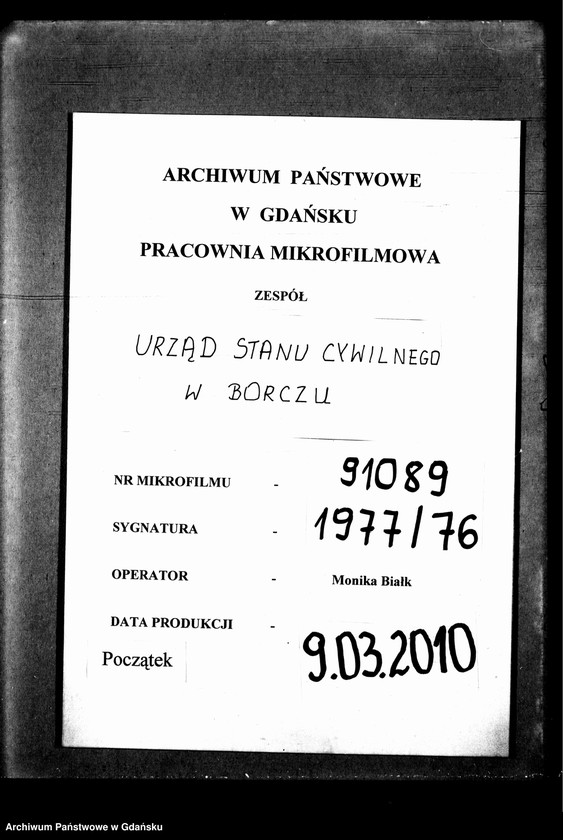 ARCHIWUM PAŃSTWOWE
W GDAŃSKU
PRACOWNIA MIKROFILMOWA
ZESPÓŁ
URZĄD STANU CYWILNEGO
W BORCZU
NR MIKROFILMU - 91089
SYGNATURA - 1977/76
OPERATOR - Monika Białk
DATA PRODUKCJI - 9.03.2010
Początek
Archiwum Państwowe w Gdańsku